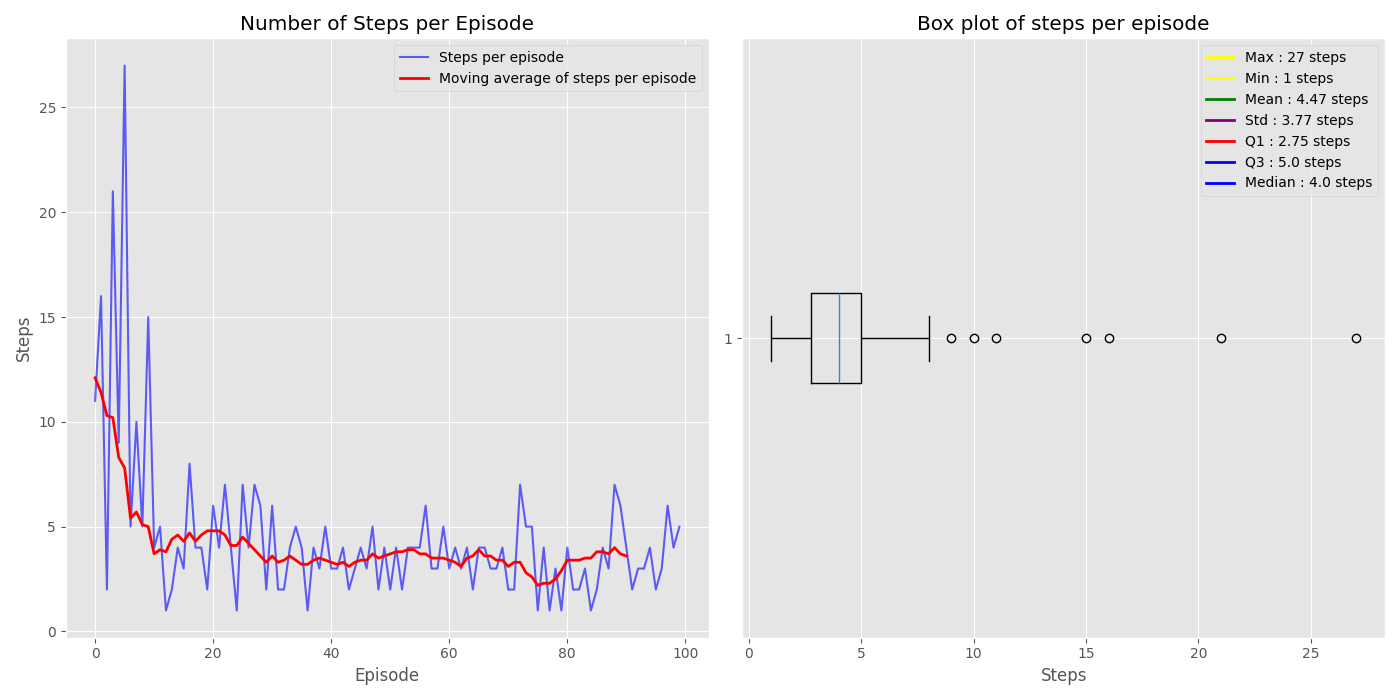 Number of Steps per Episode
Steps per episode
Moving average of steps per episode
25
20
15
10
5
0
Steps
0 20 40 60 80 100
Episode
Box plot of steps per episode
Max : 27 steps
Min : 1 steps
Mean : 4.47 steps
Std : 3.77 steps
Q1 : 2.75 steps
Q3 : 5.0 steps
Median : 4.0 steps
1
0 5 10 15 20 25
Steps